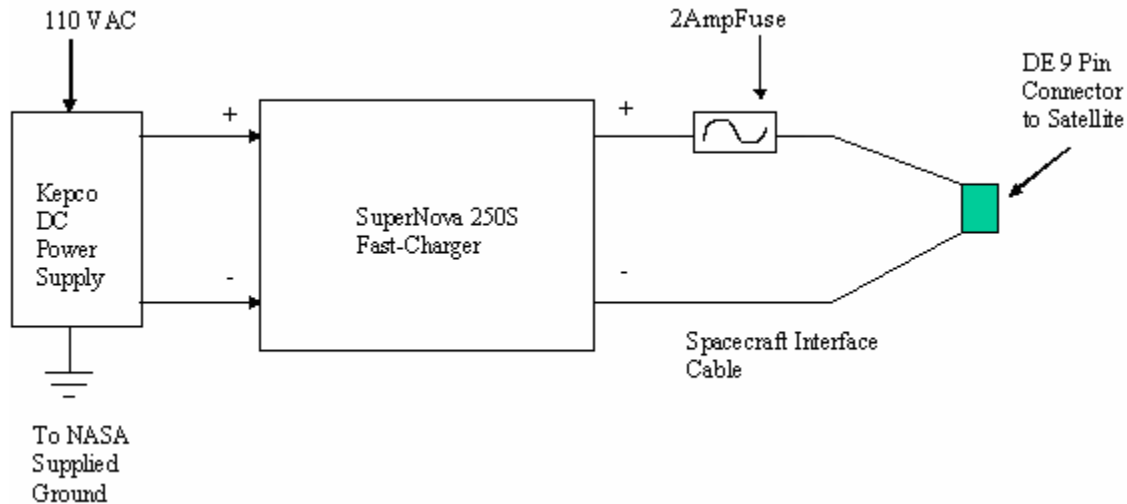 110 VAC
2AmpFuse
DE 9 Pin
Connector
to Satellite
+
+
Kepco
DC
Power
Supply
SuperNova 250S
Fast-Charger
-
-
Spacecraft Interface
Cable
To NASA
Supplied
Ground